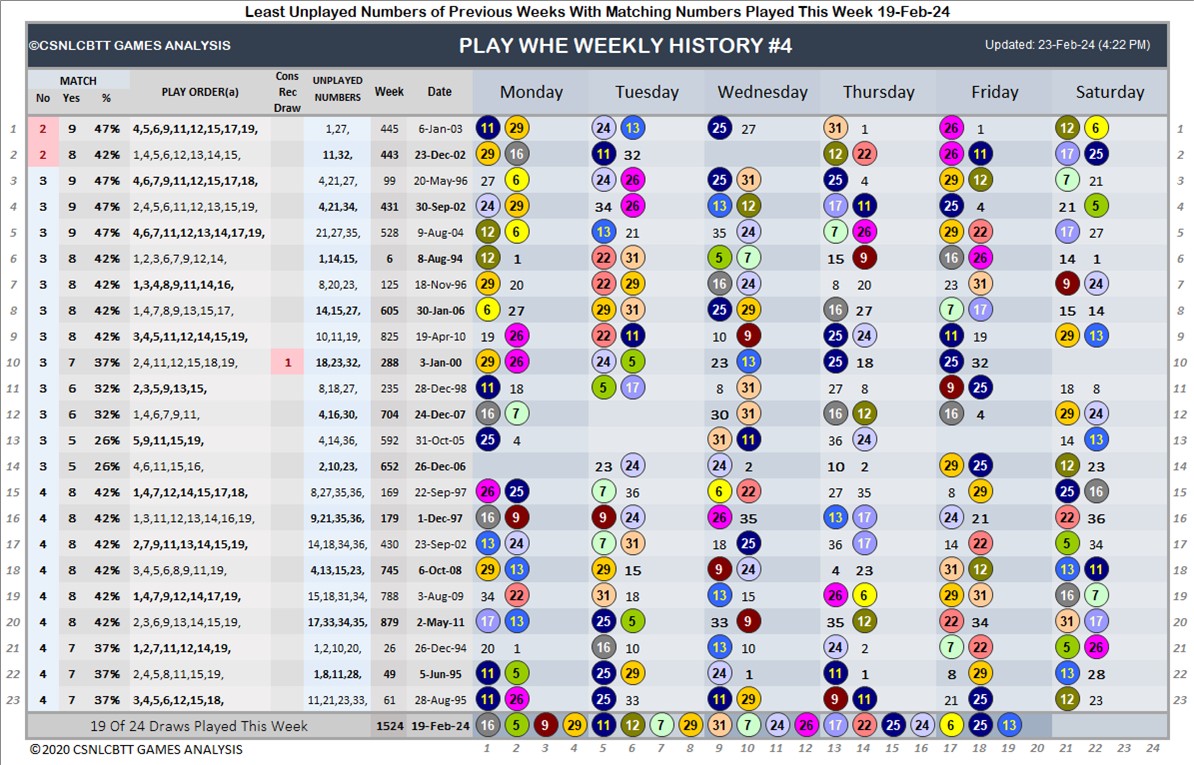 Least Unplayed Numbers of Previous Weeks With Matching Numbers Played This Week 19-Feb-24
©CSNLCBTT GAMES ANALYSIS PLAY WHE WEEKLY HISTORY #4 Updated: 23-Feb-24 (4:22 PM)
MATCH No Yes % PLAY ORDER(a) Cons Rec Draw UNPLAYED NUMBERS Week Date Monday Tuesday Wednesday Thursday Friday Saturday
1 2 9 47% 4,5,6,9,11,12,15,17,19, 1,27, 445 6-Jan-03 11 29 24 13 25 27 31 1 26 1 12 6 1
2 2 8 42% 1,4,5,6,12,13,14,15, 11,32, 443 23-Dec-02 29 16 11 32 12 22 26 11 17 25 2
3 3 9 47% 4,6,7,9,11,12,15,17,18, 4,21,27, 99 20-May-96 27 6 24 26 25 31 25 4 29 12 7 21 3
4 3 9 47% 2,4,6,11,12,13,15,19, 4,21,34, 431 30-Sep-02 24 29 34 26 13 12 17 11 25 4 21 5 4
5 3 9 47% 4,6,7,11,12,13,14,17,19, 21,27,35, 528 9-Aug-04 12 6 13 21 35 24 7 26 29 22 17 27 5
6 3 8 42% 1,2,3,6,7,9,12,14, 1,14,15, 6 8-Aug-94 12 1 22 31 5 7 15 9 16 26 14 1 6
7 3 8 42% 1,3,4,8,9,11,14,16, 8,20,23, 125 18-Nov-96 29 20 22 29 16 24 8 20 23 31 9 24 7
8 3 8 42% 1,4,7,8,9,13,15,17, 14,15,27, 605 30-Jan-06 6 27 29 31 25 29 16 27 7 17 15 14 8
9 3 8 42% 3,4,5,11,12,14,15,19, 10,11,19, 825 19-Apr-10 19 26 22 11 10 9 25 24 11 19 29 13 9
10 3 7 37% 2,4,11,12,15,18,19, 1 18,23,32, 288 3-Jan-00 29 26 24 5 23 13 25 18 25 32 10
11 3 6 32% 2,3,5,9,13,15, 8,18,27, 235 28-Dec-98 11 18 5 17 8 31 27 8 9 25 18 8 11
12 3 6 32% 1,4,6,7,9,11, 4,16,30, 704 24-Dec-07 16 7 30 31 16 12 16 4 29 24 12
13 3 5 26% 5,9,11,15,19, 4,14,36, 592 31-Oct-05 25 4 31 11 36 24 14 13 13
14 3 5 26% 4,6,11,15,16, 2,10,23, 652 26-Dec-06 23 24 24 2 10 2 29 25 12 23 14
15 4 8 42% 1,4,7,12,14,15,17,18, 8,27,35,36, 169 22-Sep-97 26 25 7 36 6 22 27 35 8 29 25 16 15
16 4 8 42% 1,3,11,12,13,14,16,19, 9,21,35,36, 179 1-Dec-97 16 9 9 24 26 35 13 17 24 21 22 36 16
17 4 8 42% 2,7,9,11,13,14,15,19, 14,18,34,36, 430 23-Sep-02 13 24 7 31 18 25 36 17 14 22 5 34 17
18 4 8 42% 3,4,5,6,8,9,11,19, 4,13,15,23, 745 6-Oct-08 29 13 29 15 9 24 4 23 31 12 13 11 18
19 4 8 42% 1,4,7,9,12,14,17,19, 15,18,31,34, 788 3-Aug-09 34 22 31 18 13 15 26 6 29 31 16 7 19
20 4 8 42% 2,3,6,9,13,14,15,19, 17,33,34,35, 879 2-May-11 17 13 25 5 33 9 35 12 22 34 31 17 20
21 4 7 37% 1,2,7,11,12,14,19, 1,2,10,20, 26 26-Dec-94 20 1 16 10 13 10 24 2 7 22 5 26 21
22 4 7 37% 2,4,5,8,11,15,19, 1,8,11,28, 49 5-Jun-95 11 5 25 29 24 1 11 1 8 29 13 28 22
23 4 7 37% 3,4,5,6,12,15,18, 11,21,23,33, 61 28-Aug-95 11 26 25 33 11 29 9 11 21 25 12 23 23
19 Of 24 Draws Played This Week 1524 19-Feb-24 16 5 9 29 11 12 7 29 31 7 24 26 17 22 25 24 6 25 13
© 2020 CSNLCBTT GAMES ANALYSIS 1 2 3 4 5 6 7 8 9 10 11 12 13 14 15 16 17 18 19 20 21 22 23 24